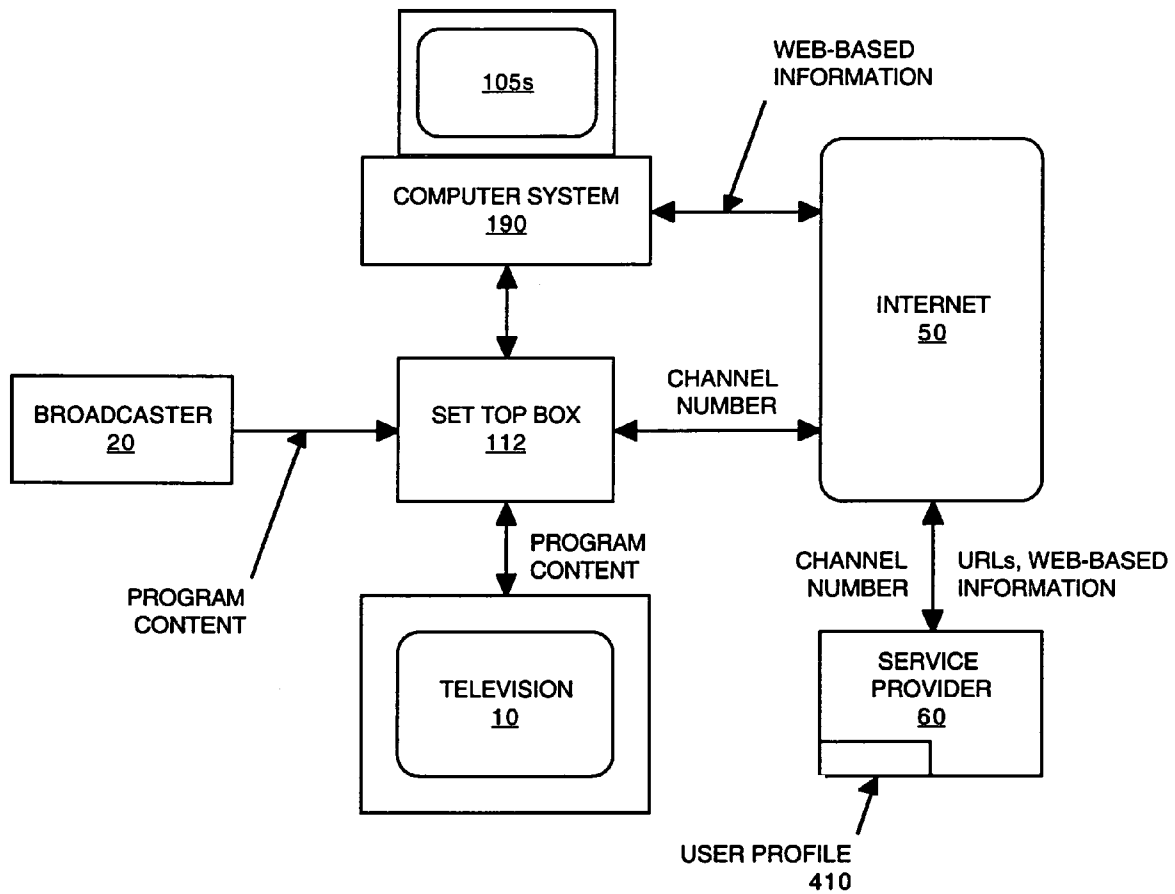 105s
WEB-BASED
INFORMATION
COMPUTER SYSTEM
190
INTERNET
50
BROADCASTER
20
SET TOP BOX
112
CHANNEL
NUMBER
PROGRAM
CONTENT
PROGRAM
CONTENT
CHANNEL
NUMBER
URLs, WEB-BASED
INFORMATION
TELEVISION
10
SERVICE
PROVIDER
60
USER PROFILE
410